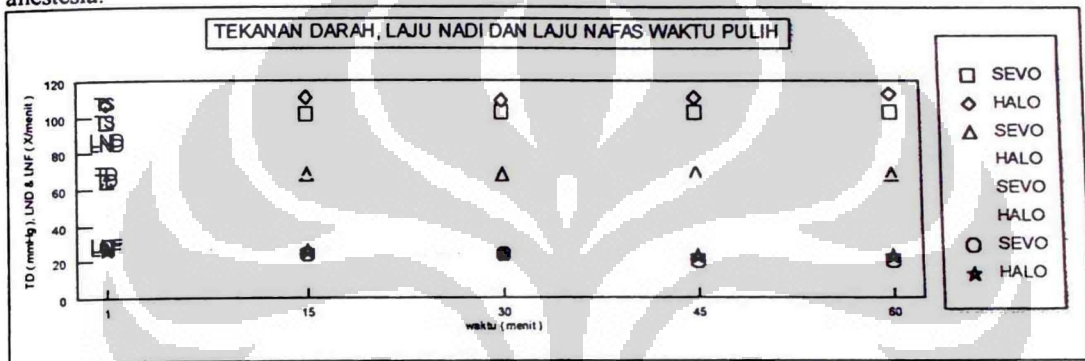 anestesia.
TEKANAN DARAH, LAJU NADI DAN LAJU NAFAS WAKTU PULIH
TD ( mmHg ), LND & LNF ( X/menit )
120
100
80
60
40
20
0
TS
TS
LND
TD
LNF
1
15
30
45
60
waktu ( menit )
SEVO
HALO
SEVO
HALO
SEVO
HALO
SEVO
HALO